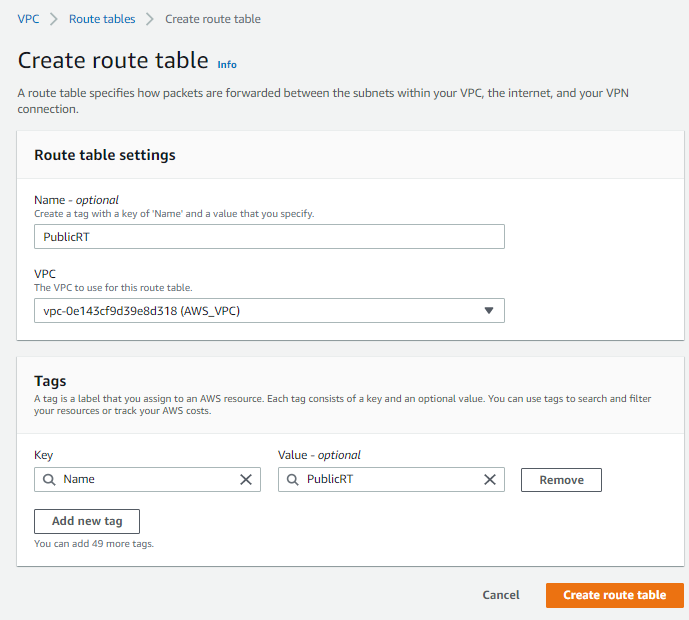 VPC > Route tables > Create route table
Create route table Info
A route table specifies how packets are forwarded between the subnets within your VPC, the internet, and your VPN
connection.
Route table settings
Name - optional
Create a tag with a key of 'Name' and a value that you specify.
PublicRT
VPC
The VPC to use for this route table.
vpc-0e143cf9d39e8d318 (AWS_VPC)
Tags
A tag is a label that you assign to an AWS resource. Each tag consists of a key and an optional value. You can use tags to search and filter
your resources or track your AWS costs.
Key Value - optional
Name PublicRT Remove
Add new tag
You can add 49 more tags.
Cancel Create route table